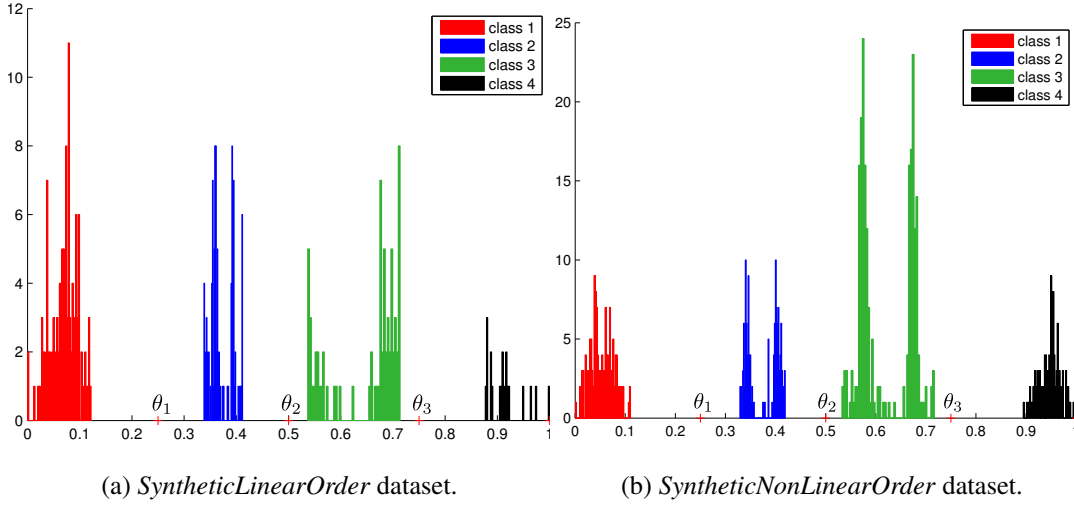 12
10
8
6
4
2
0
class 1
class 2
class 3
class 4
θ1 θ2 θ3
0 0.1 0.2 0.3 0.4 0.5 0.6 0.7 0.8 0.9 1
25
20
15
10
5
0
class 1
class 2
class 3
class 4
θ1 θ2 θ3
0 0.1 0.2 0.3 0.4 0.5 0.6 0.7 0.8 0.9 1
(a) SyntheticLinearOrder dataset.
(b) SyntheticNonLinearOrder dataset.